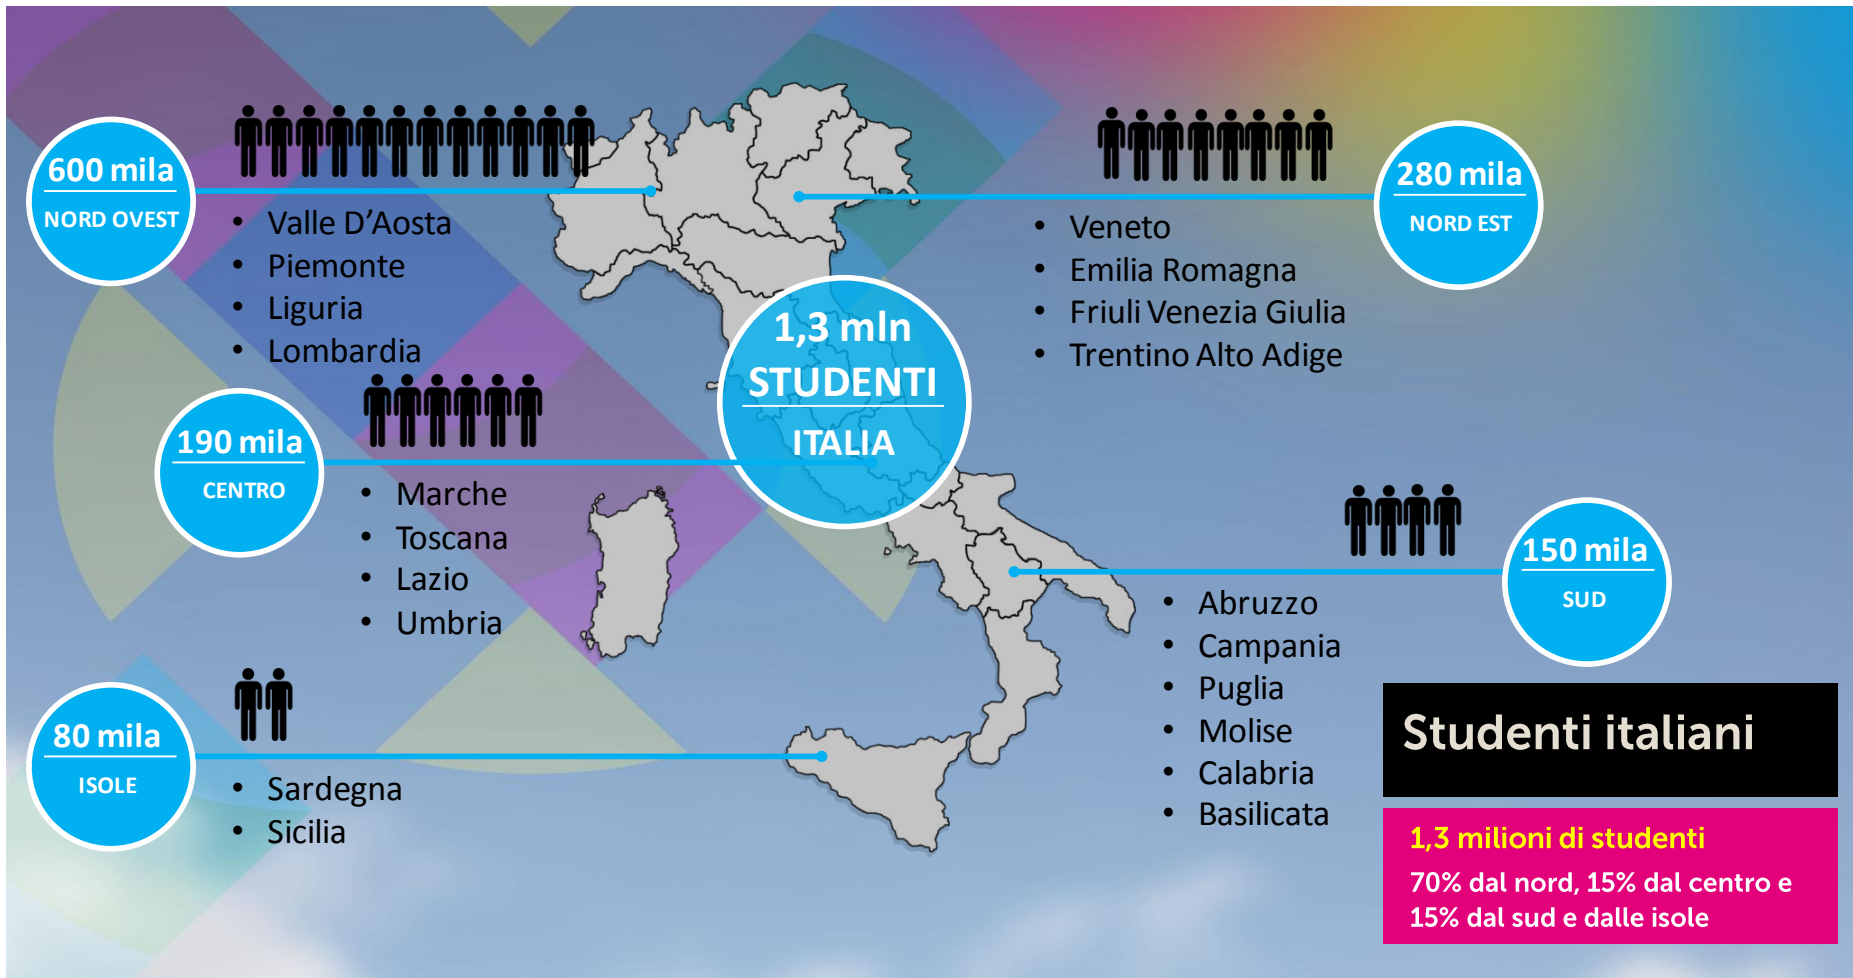 600 mila
NORD OVEST
• Valle D’Aosta
• Piemonte
• Liguria
• Lombardia
280 mila
NORD EST
• Veneto
• Emilia Romagna
• Friuli Venezia Giulia
• Trentino Alto Adige
1,3 mln
STUDENTI
ITALIA
190 mila
CENTRO
• Marche
• Toscana
• Lazio
• Umbria
150 mila
SUD
• Abruzzo
• Campania
• Puglia
• Molise
• Calabria
• Basilicata
80 mila
ISOLE
• Sardegna
• Sicilia
Studenti italiani
1,3 milioni di studenti
70% dal nord, 15% dal centro e
15% dal sud e dalle isole